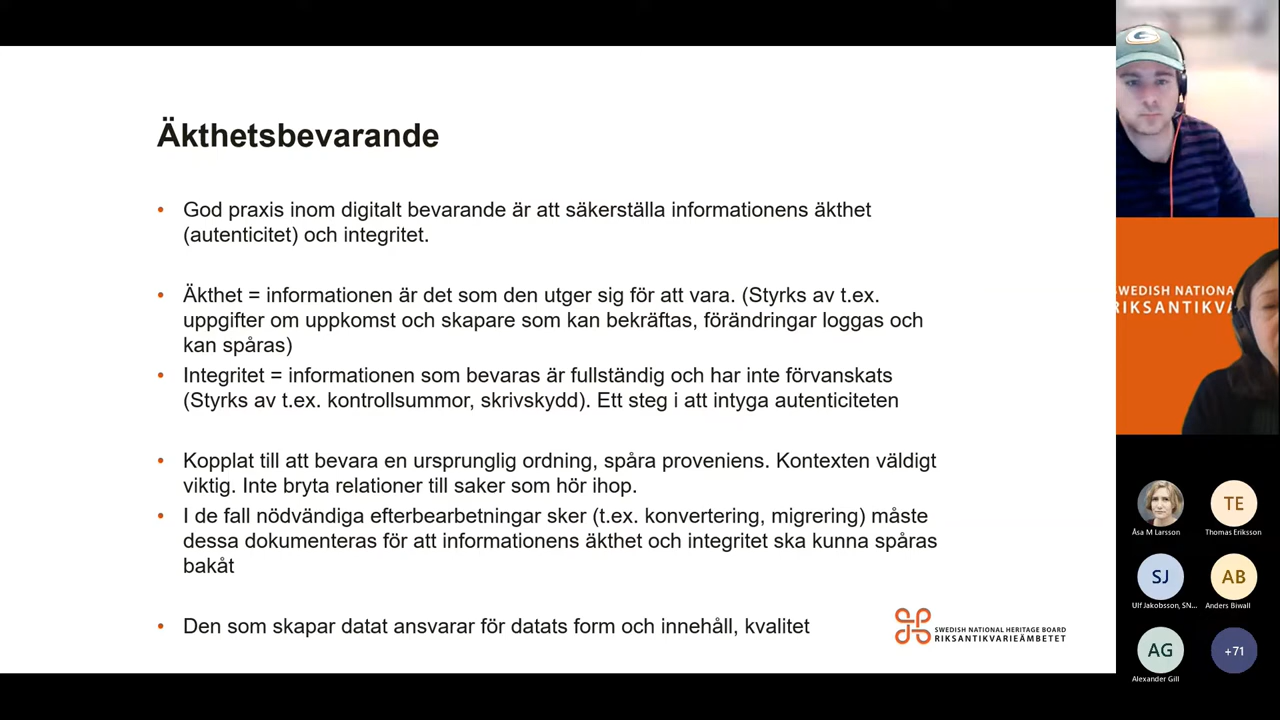 Äkthetsbevarande
• God praxis inom digitalt bevarande är att säkerställa informationens äkthet
(autenticitet) och integritet.
• Äkthet = informationen är det som den utger sig för att vara. (Styrks av t.ex.
uppgifter om uppkomst och skapare som kan bekräftas, förändringar loggas och
kan spåras)
• Integritet = informationen som bevaras är fullständig och har inte förvanskats
(Styrks av t.ex. kontrollsummor, skrivskydd). Ett steg i att intyga autenticiteten
• Kopplat till att bevara en ursprunglig ordning, spåra proveniens. Kontexten väldigt
viktig. Inte bryta relationer till saker som hör ihop.
• I de fall nödvändiga efterbearbetningar sker (t.ex. konvertering, migrering) måste
dessa dokumenteras för att informationens äkthet och integritet ska kunna spåras
bakåt
• Den som skapar datat ansvarar för datats form och innehåll, kvalitet
SWEDISH NATIONAL HERITAGE BOARD
RIKSANTIKVARIEÄMBETET
G
SWEDISH NATIONA
RIKSANTIKVA
TE
Åsa M Larsson
Thomas Eriksson
SJ
AB
Ulf Jakobsson, SN...
Anders Biwall
AG
+71
Alexander Gill